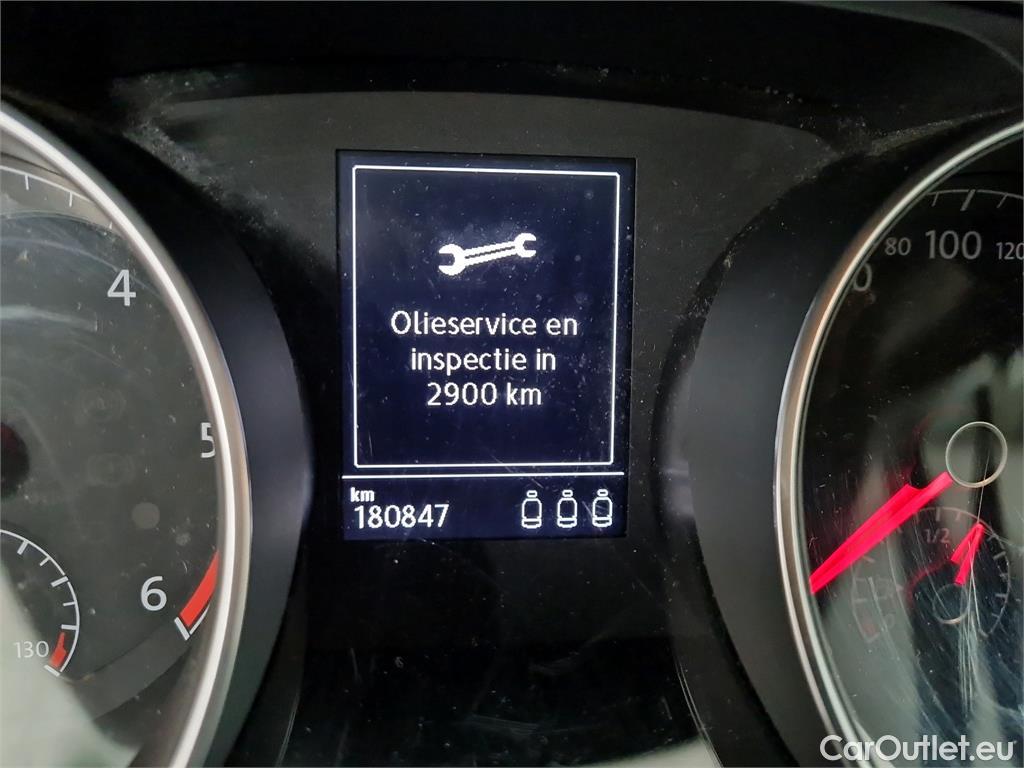 4
5
6
130
Olieservice en
inspectie in
2900 km
km
180847
80 100 120
1/2
CarOutlet.eu